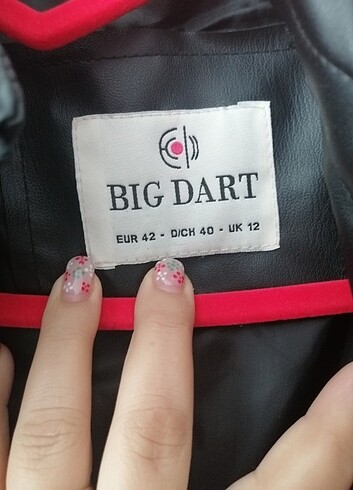 BIG DART
EUR 42 - D/CH 40 - UK 12